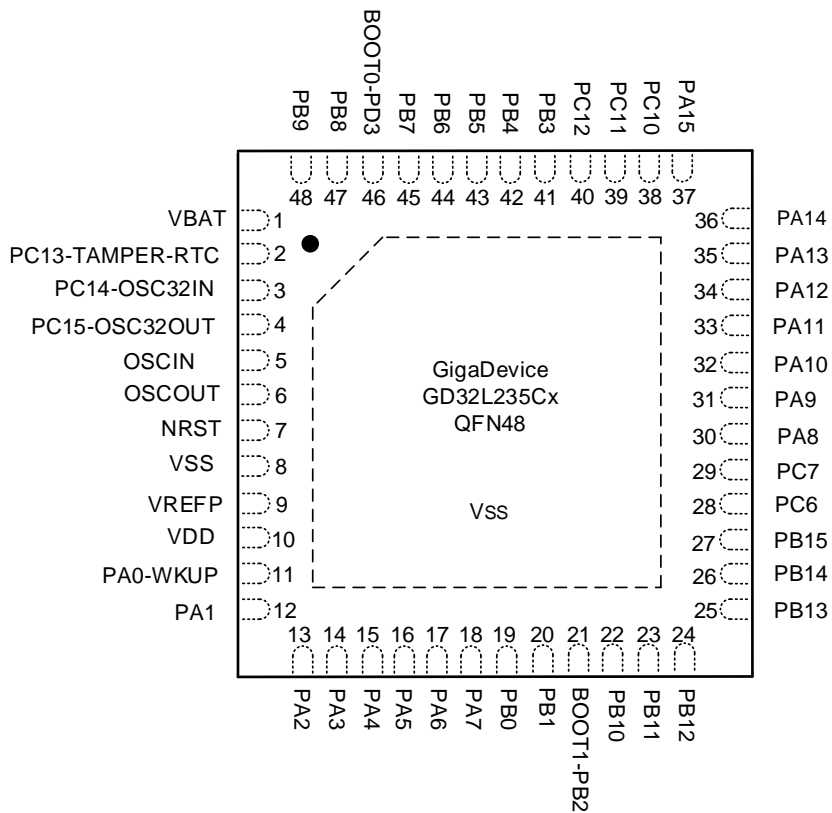 BOOT0-PD3
PB9
PB8
PB7
PB6
PB5
PB4
PB3
PC12
PC11
PC10
PA15
48
47
46
45
44
43
42
41
40
39
38
37
VBAT
1
PC13-TAMPER-RTC
2
PC14-OSC32IN
3
PC15-OSC32OUT
4
OSCIN
5
OSCOUT
6
NRST
7
VSS
8
VREFP
9
VDD
10
PA0-WKUP
11
PA1
12
GigaDevice
GD32L235Cx
QFN48
VSS
36
PA14
35
PA13
34
PA12
33
PA11
32
PA10
31
PA9
30
PA8
29
PC7
28
PC6
27
PB15
26
PB14
25
PB13
13
14
15
16
17
18
19
20
21
22
23
24
PA2
PA3
PA4
PA5
PA6
PA7
PB0
PB1
BOOT1-PB2
PB10
PB11
PB12